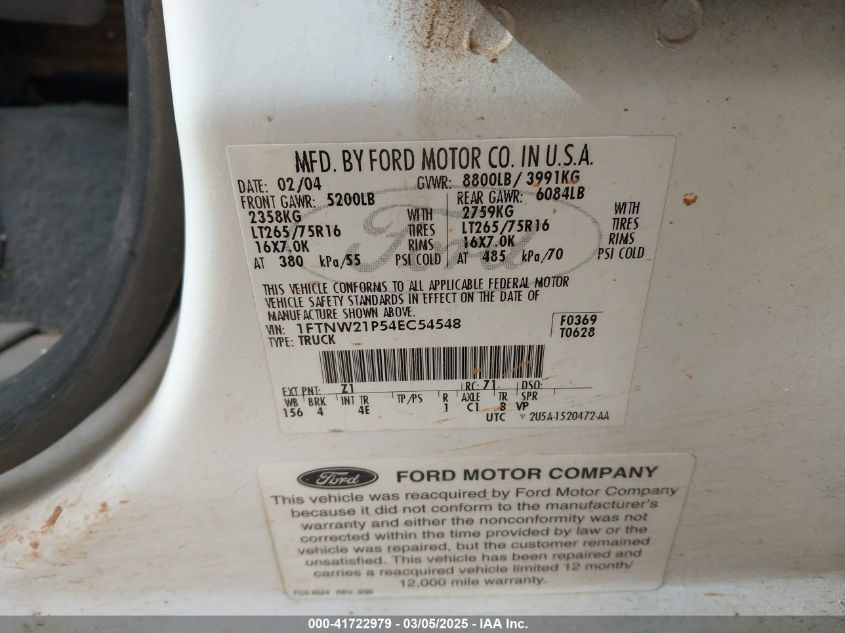 MFD. BY FORD MOTOR CO. IN U.S.A.
DATE: 02/04 GVWR: 8800LB/ 3991KG
FRONT GAWR: 5200LB REAR GAWR: 6084LB
2358KG WITH 2759KG WITH
LT265/75R16 TIRES LT265/75R16 TIRES
16X7.0K RIMS 16X7.0K RIMS
AT 380 kPa/55 PSI COLD AT 485 kPa/70 PSI COLD
Ford
THIS VEHICLE CONFORMS TO ALL APPLICABLE FEDERAL MOTOR
VEHICLE SAFETY STANDARDS IN EFFECT ON THE DATE OF
MANUFACTURE SHOWN ABOVE.
VIN: 1FTNW21P54EC54548 F0369
TYPE: TRUCK T0628
EXT PNT: Z1 RC: 71 DSO:
WB BRK INT TR TP/PS R AXLE TR SPR
156 4 4E 1 C1 8 VP
UTC ▽ 2U5A-1520472-AA
Ford FORD MOTOR COMPANY
This vehicle was reacquired by Ford Motor Company
because it did not conform to the manufacturer's
warranty and either the nonconformity was not
corrected within the time provided by law or the
vehicle was repaired, but the customer remained
unsatisfied. This vehicle has been repaired and
carries a reacquired vehicle limited 12 month/
12,000 mile warranty.
000-41722979 - 03/05/2025 - IAA Inc.